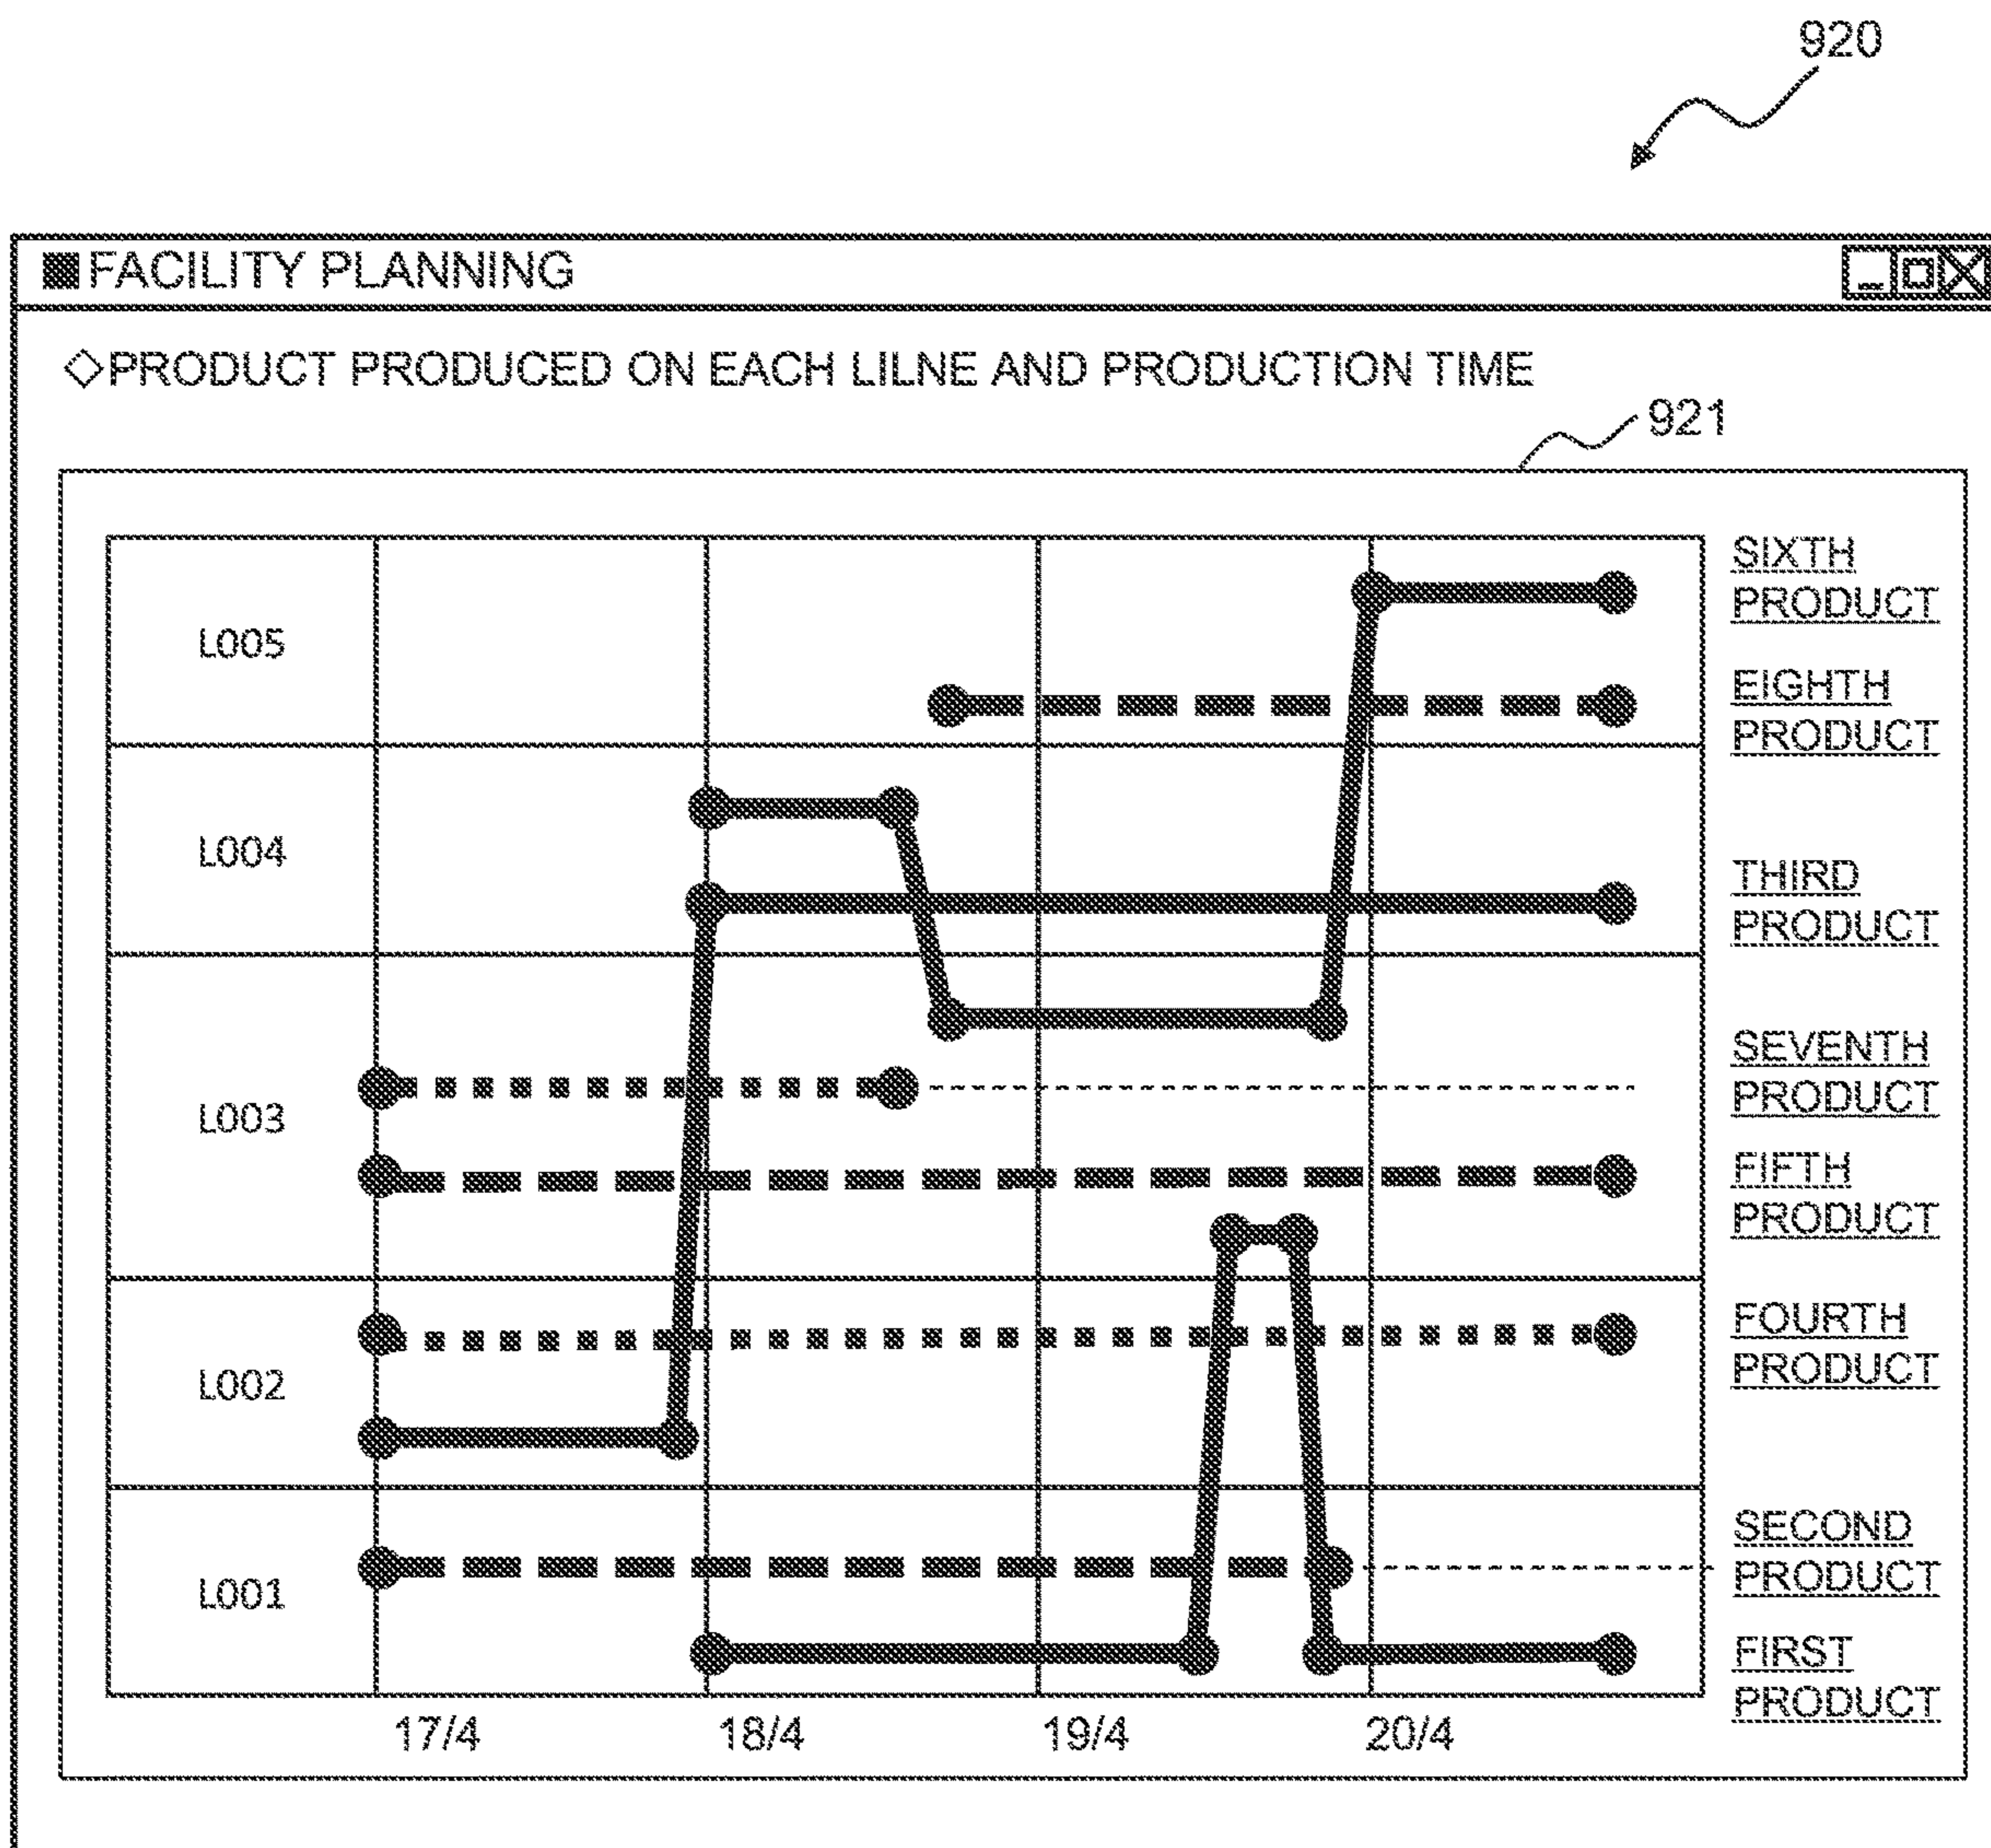 920
FACILITY PLANNING
◇PRODUCT PRODUCED ON EACH LILNE AND PRODUCTION TIME
921
SIXTH
PRODUCT
L005
EIGHTH
PRODUCT
L004
THIRD
PRODUCT
SEVENTH
PRODUCT
L003
FIFTH
PRODUCT
FOURTH
PRODUCT
L002
SECOND
PRODUCT
L001
FIRST
PRODUCT
17/4 18/4 19/4 20/4